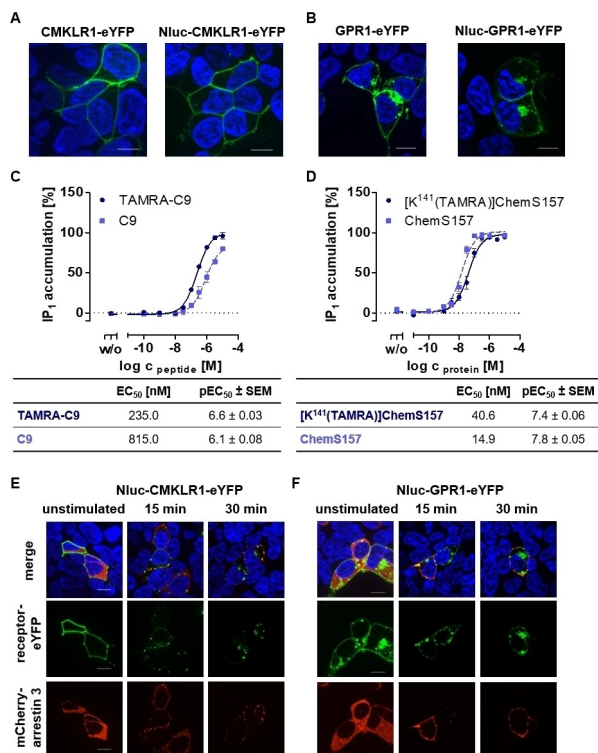 A
CMKLR1-eYFP
Nluc-CMKLR1-eYFP
B
GPR1-eYFP
Nluc-GPR1-eYFP
C
TAMRA-C9
C9
IP₁ accumulation [%]
150
100
50
0
w/o
-10
-8
-6
-4
log c peptide [M]
D
[K¹⁴¹(TAMRA)]ChemS157
ChemS157
IP₁ accumulation [%]
150
100
50
0
w/o
-10
-8
-6
-4
log c protein [M]
EC₅₀ [nM] pEC₅₀ ± SEM
TAMRA-C9 235.0 6.6 ± 0.03
C9 815.0 6.1 ± 0.08
EC₅₀ [nM] pEC₅₀ ± SEM
[K¹⁴¹(TAMRA)]ChemS157 40.6 7.4 ± 0.06
ChemS157 14.9 7.8 ± 0.05
E
Nluc-CMKLR1-eYFP
unstimulated 15 min 30 min
merge
receptor-
eYFP
mCherry-
arrestin 3
F
Nluc-GPR1-eYFP
unstimulated 15 min 30 min